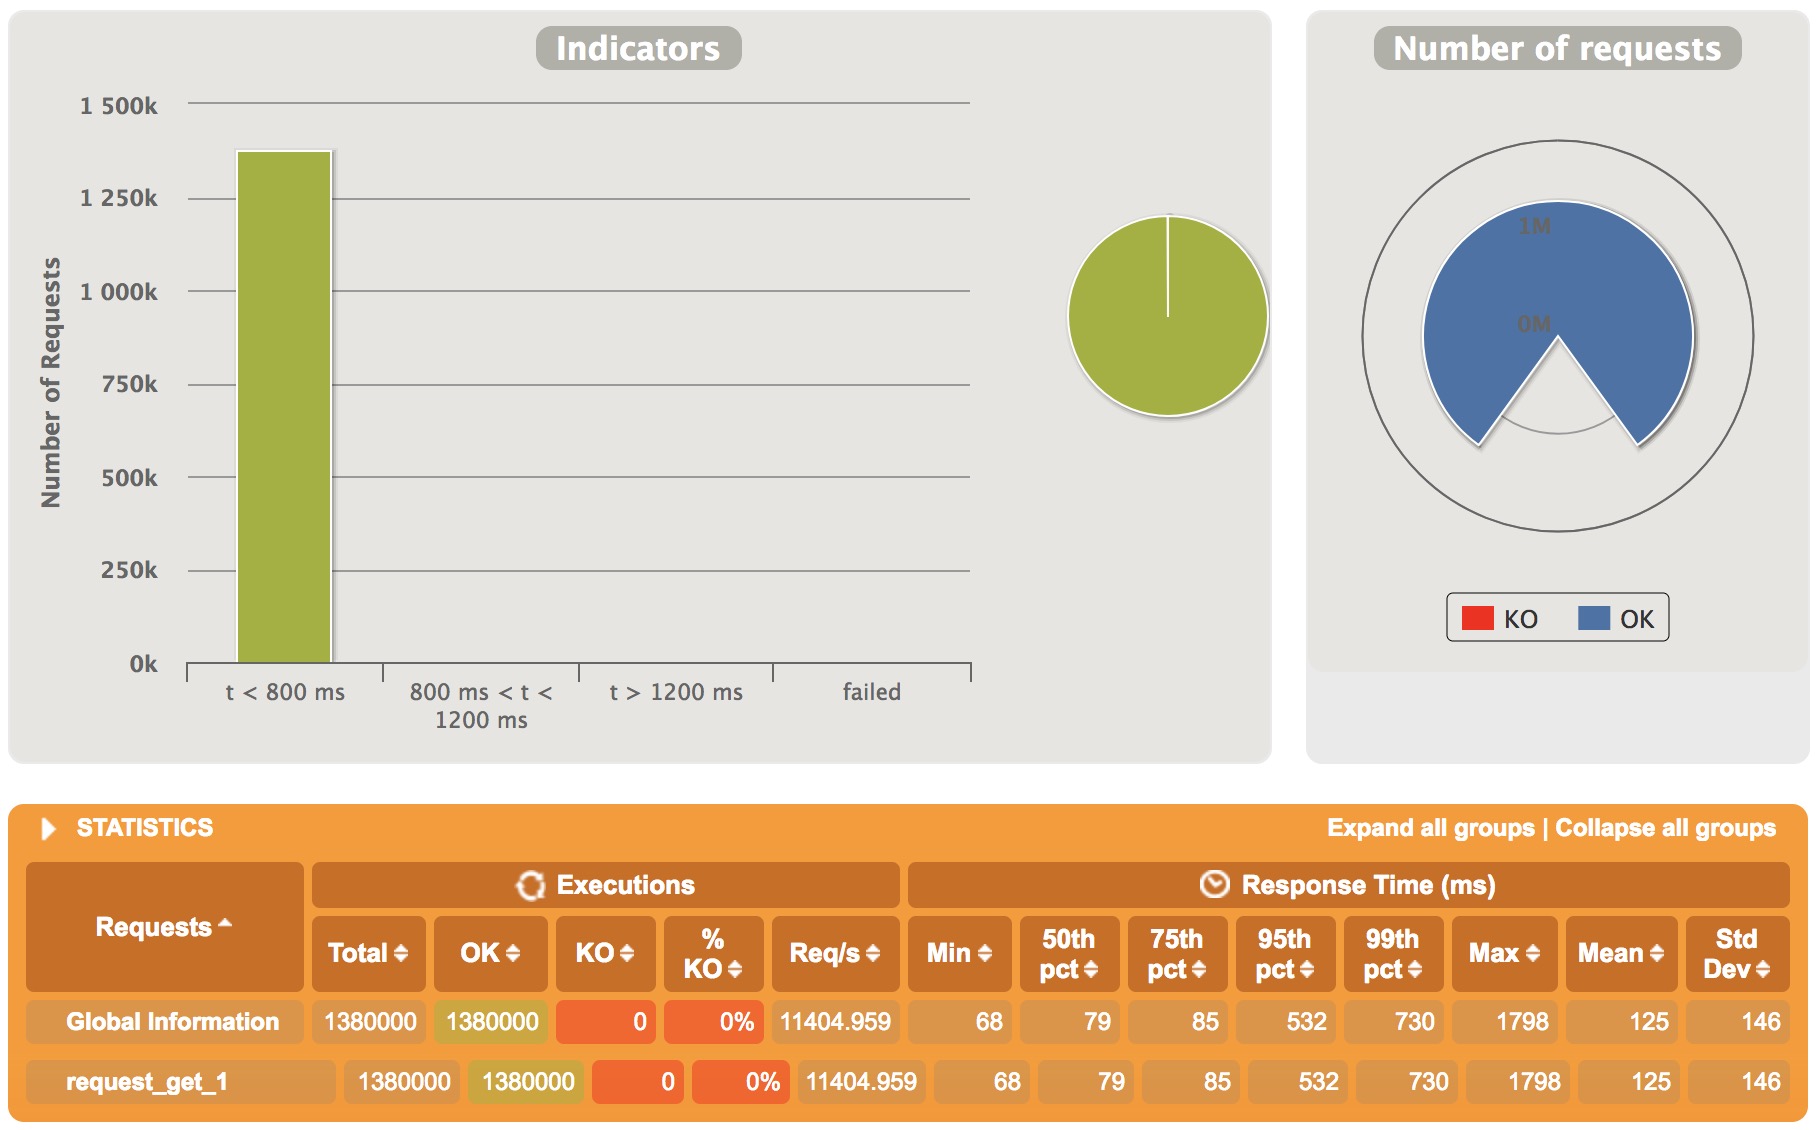 Indicators
1 500k
1 250k
1 000k
750k
500k
250k
0k
Number of Requests
t < 800 ms
800 ms < t <
1200 ms
t > 1200 ms
failed
Number of requests
1M
0M
KO OK
STATISTICS
Expand all groups | Collapse all groups
Requests
Executions
Response Time (ms)
Total OK KO % KO Req/s Min 50th pct 75th pct 95th pct 99th pct Max Mean Std Dev
Global Information 1380000 1380000 0 0% 11404.959 68 79 85 532 730 1798 125 146
request_get_1 1380000 1380000 0 0% 11404.959 68 79 85 532 730 1798 125 146